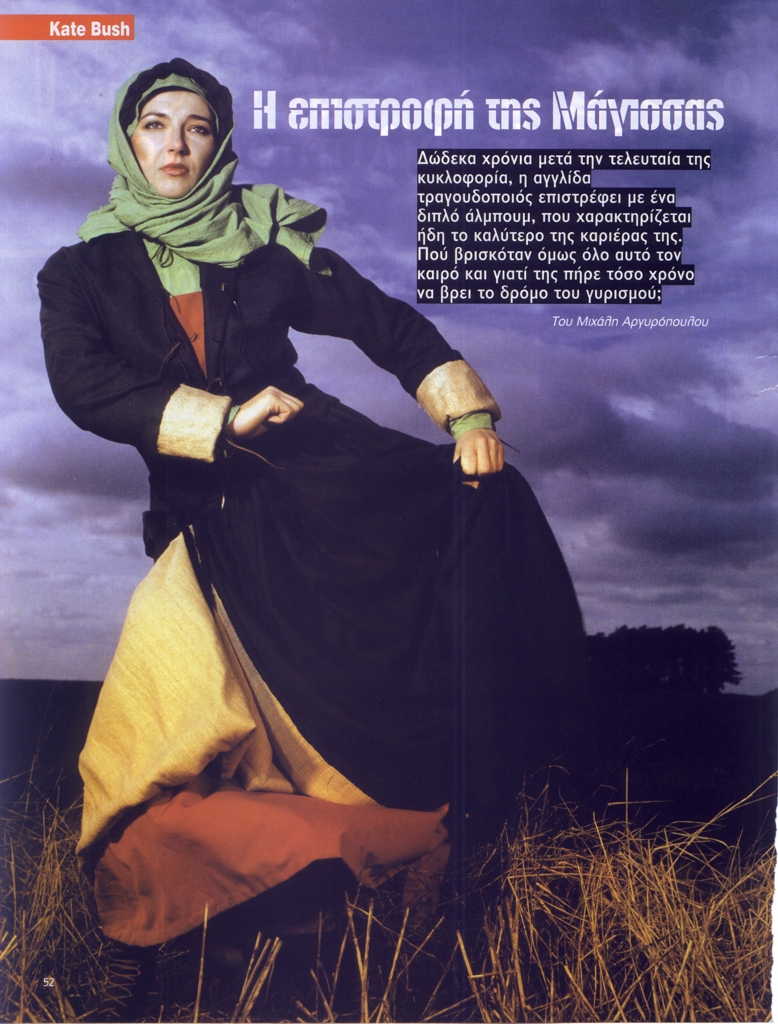 Kate Bush
Η επιστροφή της Μάγισσας
Δώδεκα χρόνια μετά την τελευταία της
κυκλοφορία, η αγγλίδα
τραγουδοποιός επιστρέφει με ένα
διπλό άλμπουμ, που χαρακτηρίζεται
ήδη το καλύτερο της καριέρας της.
Πού βρισκόταν όμως όλο αυτό τον
καιρό και γιατί της πήρε τόσο χρόνο
να βρει το δρόμο του γυρισμού;
Του Μιχάλη Αργυρόπουλου
52